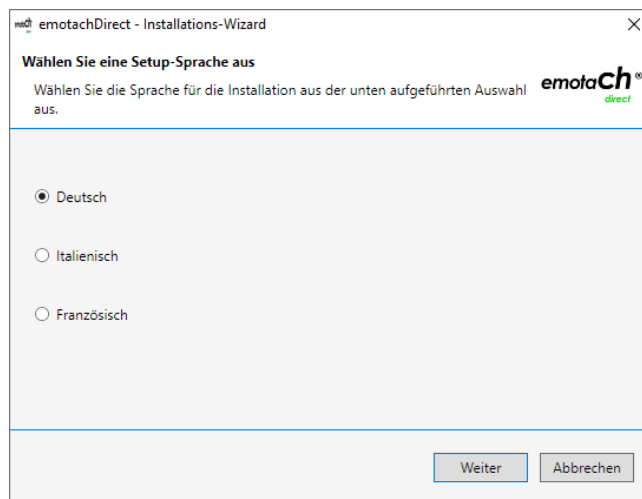 emotachDirect - Installations-Wizard
Wählen Sie eine Setup-Sprache aus
Wählen Sie die Sprache für die Installation aus der unten aufgeführten Auswahl
aus.
emotach ®
direct
Deutsch
Italienisch
Französisch
Weiter
Abbrechen